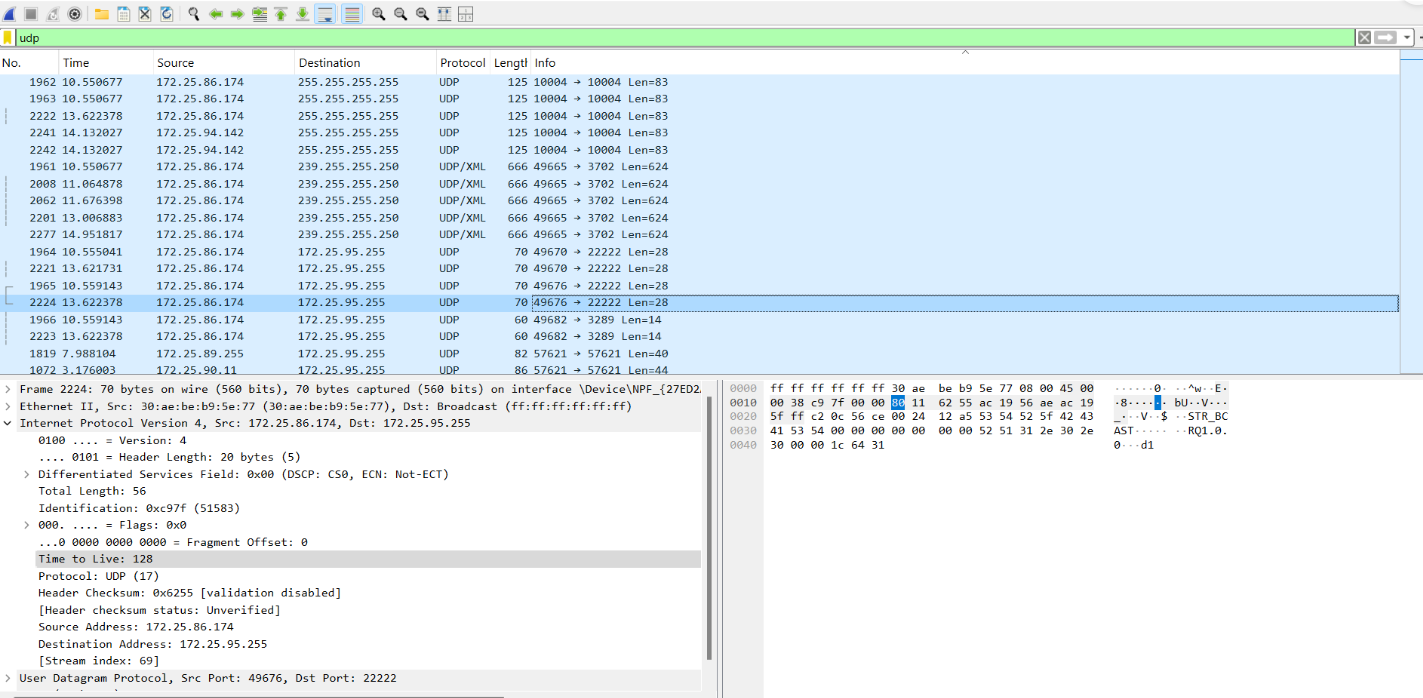 udp
No. Time Source Destination Protocol Lengtl Info
1962 10.550677 172.25.86.174 255.255.255.255 UDP 125 10004 → 10004 Len=83
1963 10.550677 172.25.86.174 255.255.255.255 UDP 125 10004 → 10004 Len=83
2222 13.622378 172.25.86.174 255.255.255.255 UDP 125 10004 → 10004 Len=83
2241 14.132027 172.25.94.142 255.255.255.255 UDP 125 10004 → 10004 Len=83
2242 14.132027 172.25.94.142 255.255.255.255 UDP 125 10004 → 10004 Len=83
1961 10.550677 172.25.86.174 239.255.255.250 UDP/XML 666 49665 → 3702 Len=624
2008 11.064878 172.25.86.174 239.255.255.250 UDP/XML 666 49665 → 3702 Len=624
2062 11.676398 172.25.86.174 239.255.255.250 UDP/XML 666 49665 → 3702 Len=624
2201 13.006883 172.25.86.174 239.255.255.250 UDP/XML 666 49665 → 3702 Len=624
2277 14.951817 172.25.86.174 239.255.255.250 UDP/XML 666 49665 → 3702 Len=624
1964 10.555041 172.25.86.174 172.25.95.255 UDP 70 49670 → 22222 Len=28
2221 13.621731 172.25.86.174 172.25.95.255 UDP 70 49670 → 22222 Len=28
1965 10.559143 172.25.86.174 172.25.95.255 UDP 70 49676 → 22222 Len=28
2224 13.622378 172.25.86.174 172.25.95.255 UDP 70 49676 → 22222 Len=28
1966 10.559143 172.25.86.174 172.25.95.255 UDP 60 49682 → 3289 Len=14
2223 13.622378 172.25.86.174 172.25.95.255 UDP 60 49682 → 3289 Len=14
1819 7.988104 172.25.89.255 172.25.95.255 UDP 82 57621 → 57621 Len=40
1072 3.176003 172.25.90.11 172.25.95.255 UDP 86 57621 → 57621 Len=44
Frame 2224: 70 bytes on wire (560 bits), 70 bytes captured (560 bits) on interface \Device\NPF_{27ED2
Ethernet II, Src: 30:ae:be:b9:5e:77 (30:ae:be:b9:5e:77), Dst: Broadcast (ff:ff:ff:ff:ff:ff)
Internet Protocol Version 4, Src: 172.25.86.174, Dst: 172.25.95.255
0100 .... = Version: 4
.... 0101 = Header Length: 20 bytes (5)
Differentiated Services Field: 0x00 (DSCP: CS0, ECN: Not-ECT)
Total Length: 56
Identification: 0xc97f (51583)
000. .... = Flags: 0x0
...0 0000 0000 0000 = Fragment Offset: 0
Time to Live: 128
Protocol: UDP (17)
Header Checksum: 0x6255 [validation disabled]
[Header checksum status: Unverified]
Source Address: 172.25.86.174
Destination Address: 172.25.95.255
[Stream index: 69]
User Datagram Protocol, Src Port: 49676, Dst Port: 22222
0000 ff ff ff ff ff ff 30 ae be b9 5e 77 08 00 45 00 ······0· ··^w··E·
0010 00 38 c9 7f 00 00 80 11 62 55 ac 19 56 ae ac 19 ·8······ bU··V···
0020 5f ff c2 0c 56 ce 00 24 12 a5 53 54 52 5f 42 43 _···V··$ ··STR_BC
0030 41 53 54 00 00 00 00 00 00 00 52 51 31 2e 30 2e AST····· ··RQ1.0.
0040 30 00 00 1c 64 31 0···d1